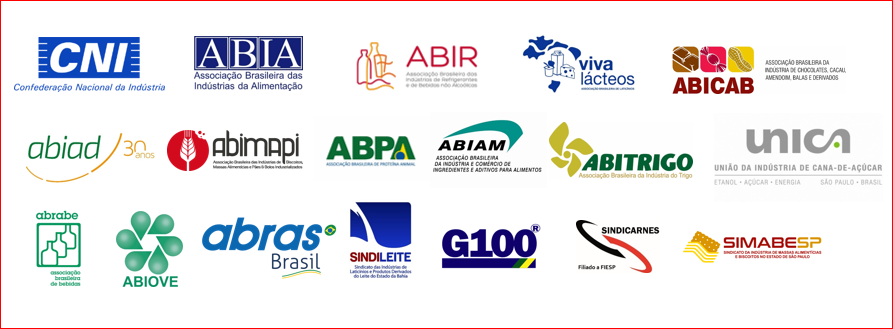 CNI
Confederação Nacional da Indústria
ABIA
Associação Brasileira das
Indústrias da Alimentação
ABIR
Associação Brasileira das
Indústrias de Refrigerantes
e de Bebidas não Alcoólicas
viva
lácteos
ASSOCIAÇÃO BRASILEIRA DE LATICÍNIOS
ABICAB
ASSOCIAÇÃO BRASILEIRA DA
INDÚSTRIA DE CHOCOLATES, CACAU,
AMENDOIM, BALAS E DERIVADOS
abiad
30
anos
ABIMAPI
Associação Brasileira das Indústrias de Biscoitos,
Massas Alimentícias e Pães & Bolos Industrializados
ABPA
ASSOCIAÇÃO BRASILEIRA DE PROTEÍNA ANIMAL
ABIAM
ASSOCIAÇÃO BRASILEIRA
DA INDÚSTRIA E COMÉRCIO DE
INGREDIENTES E ADITIVOS PARA ALIMENTOS
ABITRIGO
Associação Brasileira da Indústria do Trigo
unica
UNIÃO DA INDÚSTRIA DE CANA-DE-AÇÚCAR
ETANOL . AÇÚCAR . ENERGIA SÃO PAULO . BRASIL
abrabe
associação
brasileira
de bebidas
ABIOVE
abras
Brasil
SINDILEITE
Sindicato das Indústrias de
Laticínios e Produtos Derivados
do Leite do Estado da Bahia
G100®
SINDICARNES
Filiado a FIESP
SIMABESP
SINDICATO DA INDÚSTRIA DE MASSAS ALIMENTÍCIAS
E BISCOITOS NO ESTADO DE SÃO PAULO